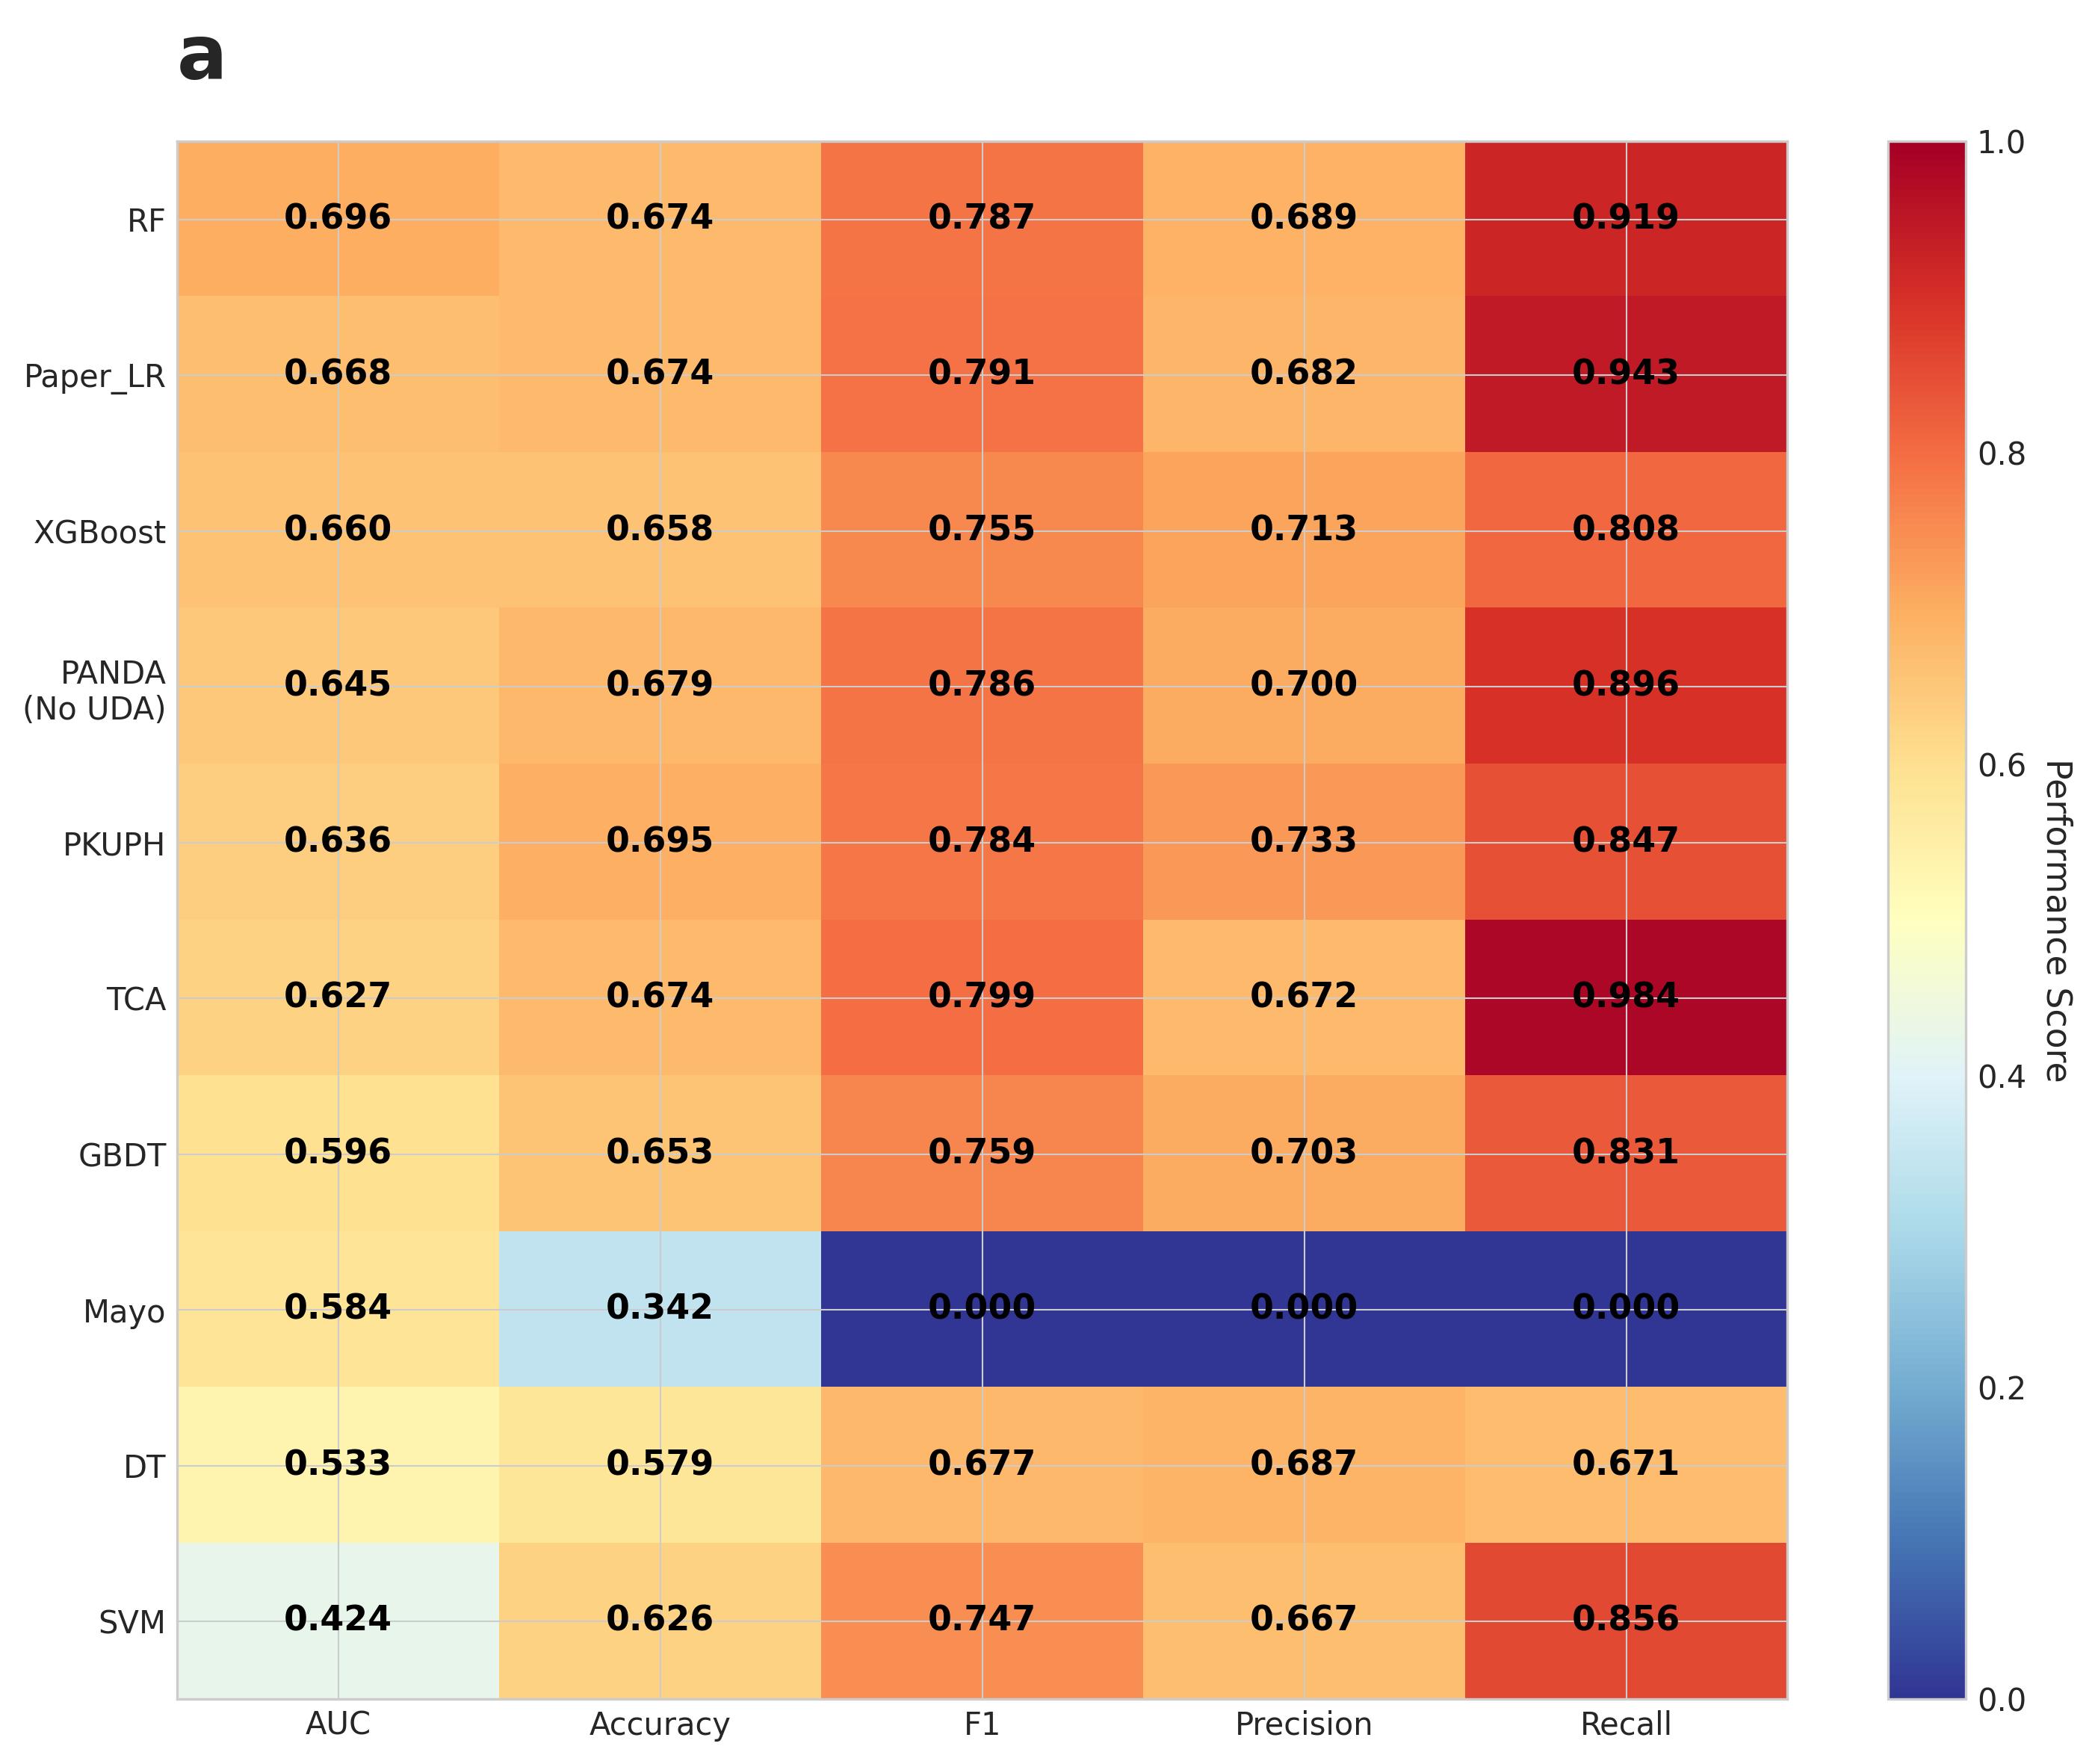 a
RF 0.696 0.674 0.787 0.689 0.919
Paper_LR 0.668 0.674 0.791 0.682 0.943
XGBoost 0.660 0.658 0.755 0.713 0.808
PANDA
(No UDA) 0.645 0.679 0.786 0.700 0.896
PKUPH 0.636 0.695 0.784 0.733 0.847
TCA 0.627 0.674 0.799 0.672 0.984
GBDT 0.596 0.653 0.759 0.703 0.831
Mayo 0.584 0.342 0.000 0.000 0.000
DT 0.533 0.579 0.677 0.687 0.671
SVM 0.424 0.626 0.747 0.667 0.856
AUC Accuracy F1 Precision Recall
1.0
0.8
0.6
0.4
0.2
0.0
Performance Score